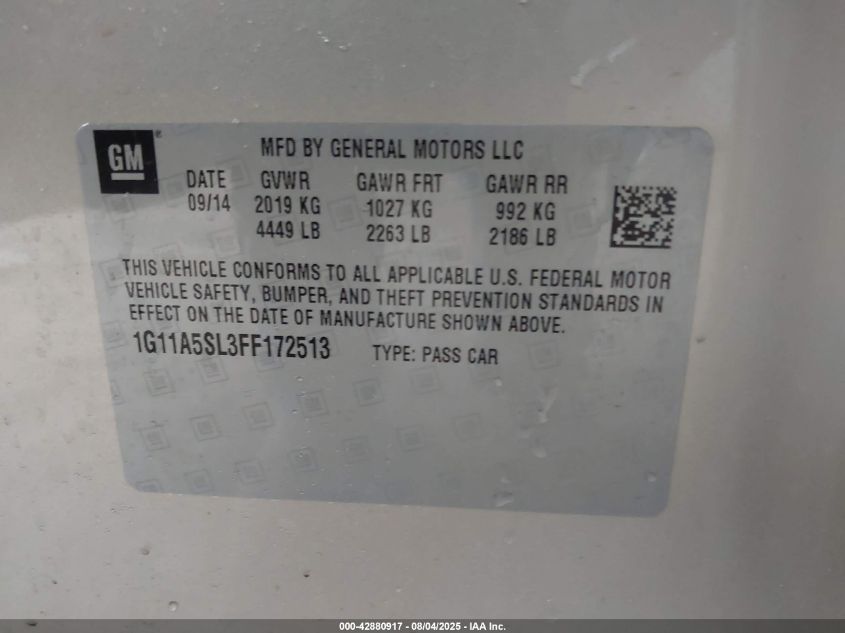 GM
MFD BY GENERAL MOTORS LLC
DATE GVWR GAWR FRT GAWR RR
09/14 2019 KG 1027 KG 992 KG
4449 LB 2263 LB 2186 LB
THIS VEHICLE CONFORMS TO ALL APPLICABLE U.S. FEDERAL MOTOR
VEHICLE SAFETY, BUMPER, AND THEFT PREVENTION STANDARDS IN
EFFECT ON THE DATE OF MANUFACTURE SHOWN ABOVE.
1G11A5SL3FF172513 TYPE: PASS CAR
000-42880917 - 08/04/2025 - IAA Inc.